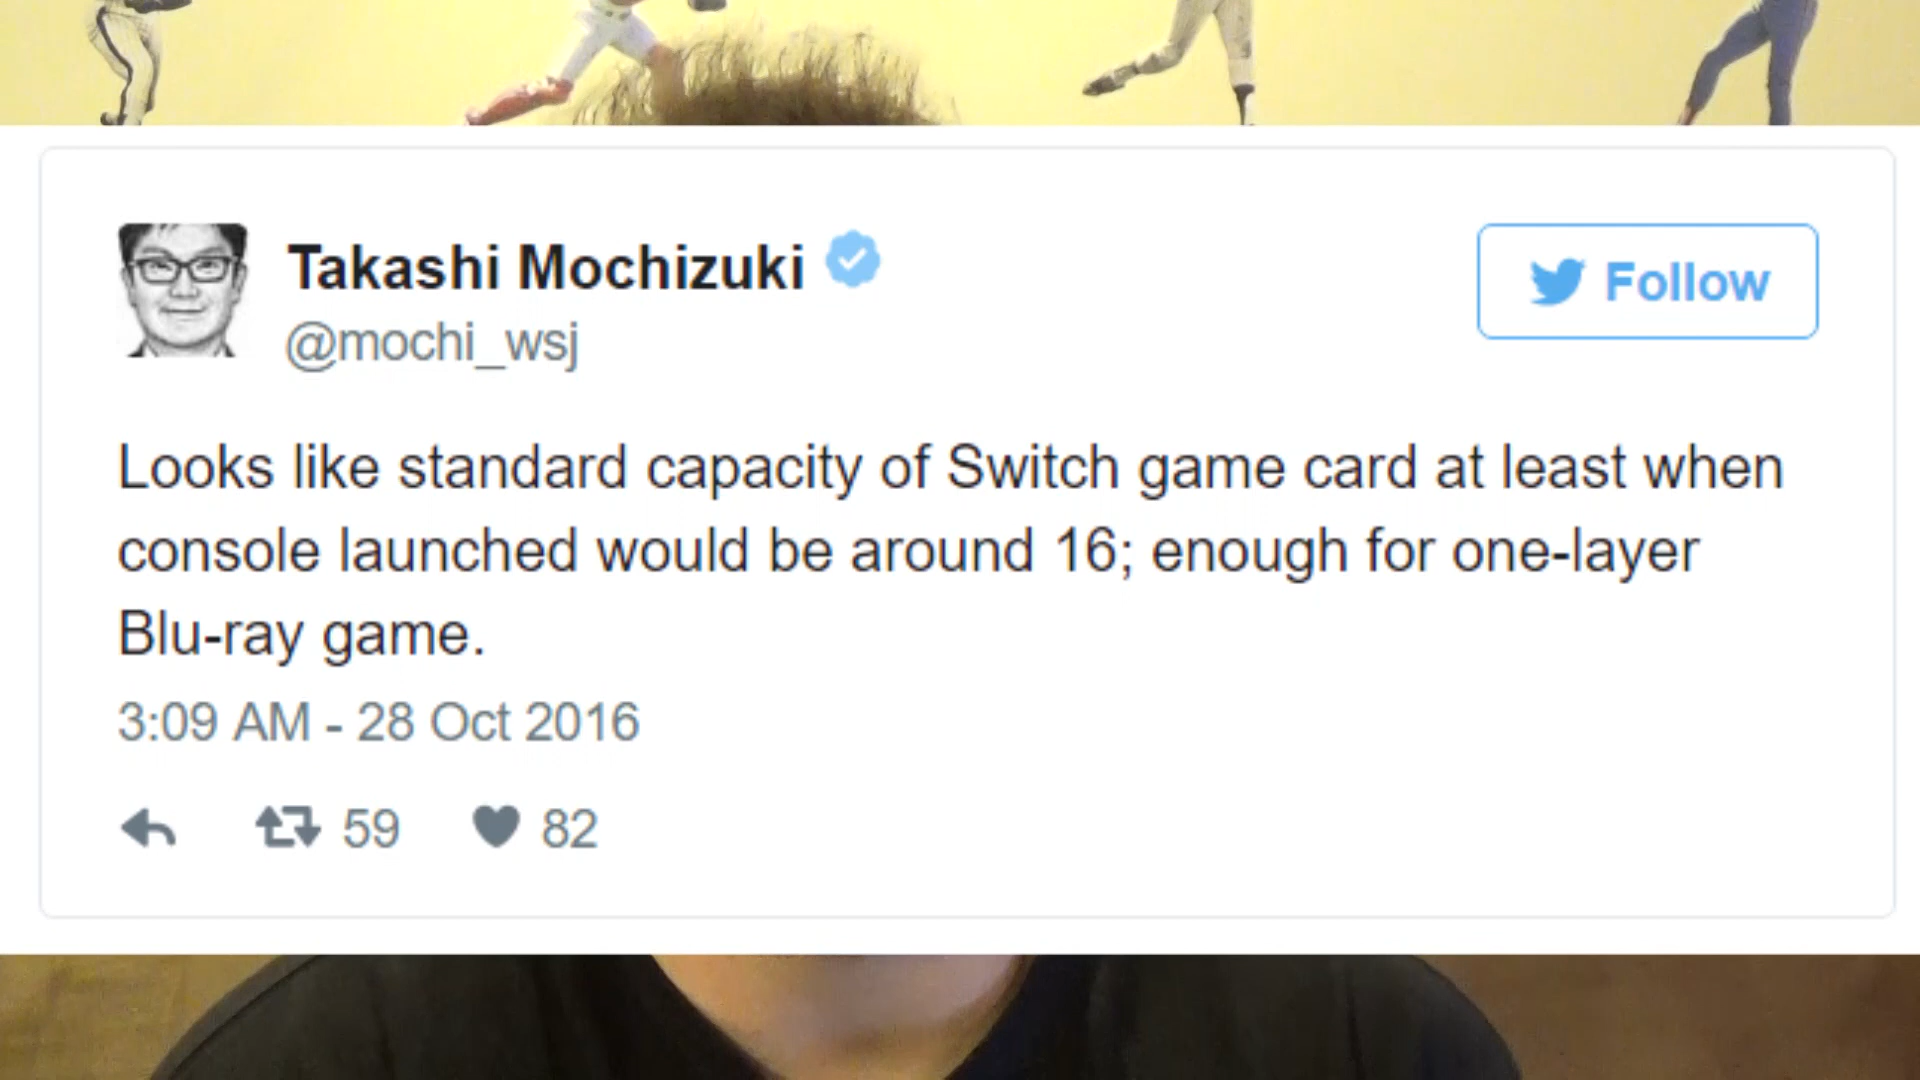 Takashi Mochizuki
@mochi_wsj
Follow
Looks like standard capacity of Switch game card at least when
console launched would be around 16; enough for one-layer
Blu-ray game.
3:09 AM - 28 Oct 2016
59 82